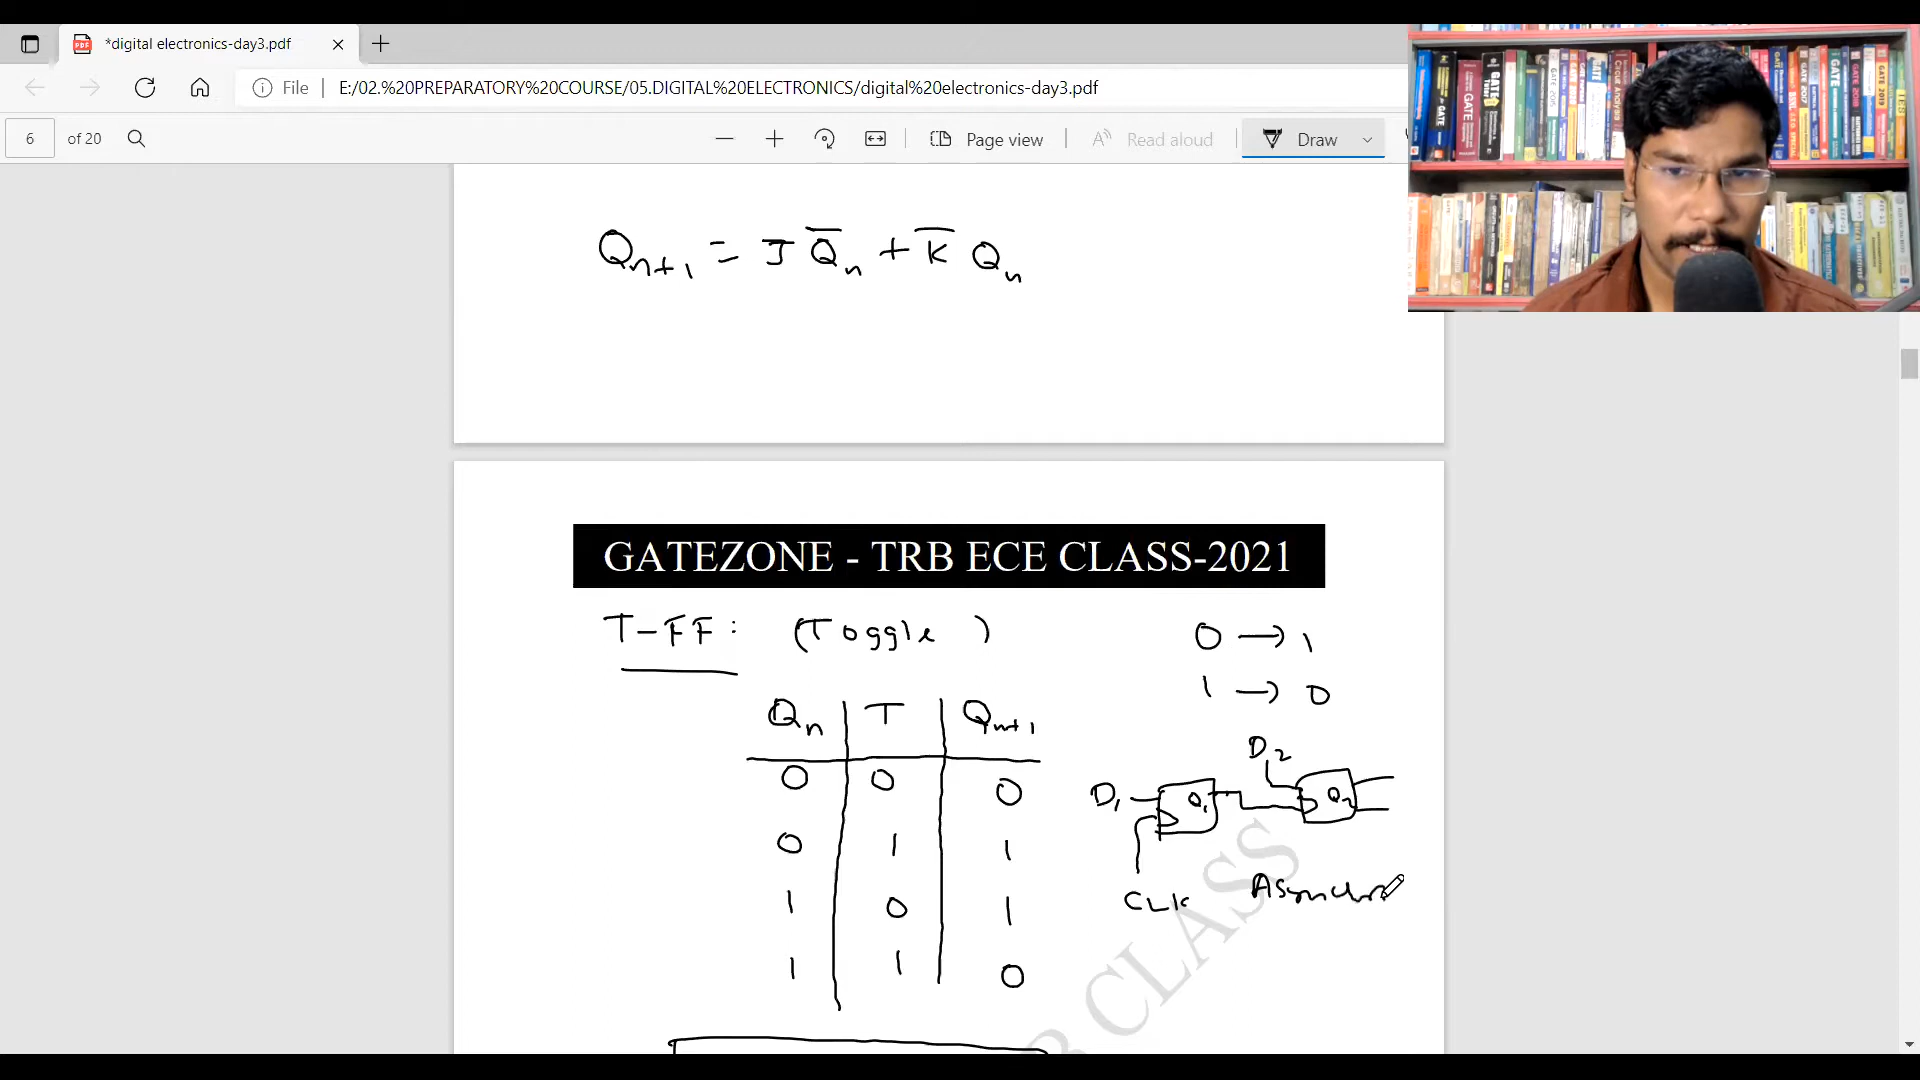 *digital electronics-day3.pdf
File | E:/02.%20PREPARATORY%20COURSE/05.DIGITAL%20ELECTRONICS/digital%20electronics-day3.pdf
6 of 20 Page view Read aloud Draw
Qn+1 = J Q̅n + K̅ Qn
GATEZONE - TRB ECE CLASS-2021
T-FF: (Toggle )
0 → 1
1 → 0
Qn T Qn+1
0 0 0
0 1 1
1 0 1
1 1 0
D2
D1 Q1 Q2
CLK
B CLASS